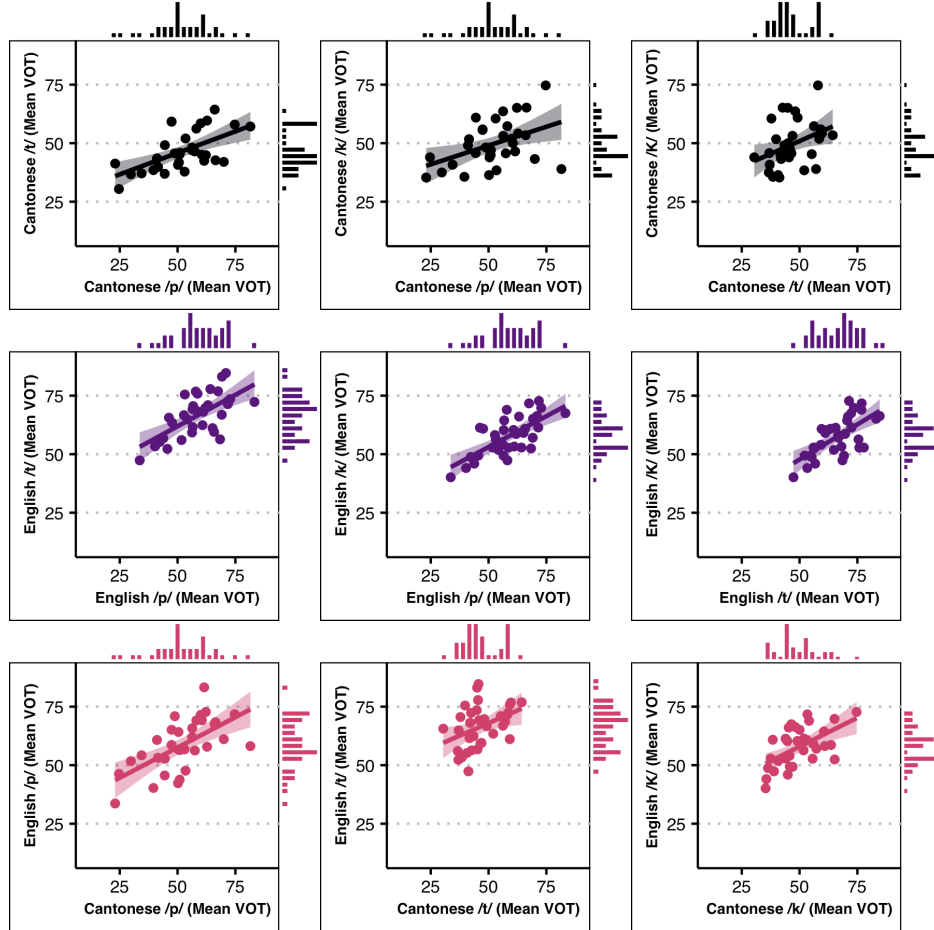 Cantonese /t/ (Mean VOT)
75
50
25
25 50 75
Cantonese /p/ (Mean VOT)
Cantonese /k/ (Mean VOT)
75
50
25
25 50 75
Cantonese /p/ (Mean VOT)
Cantonese /K/ (Mean VOT)
75
50
25
25 50 75
Cantonese /t/ (Mean VOT)
English /t/ (Mean VOT)
75
50
25
25 50 75
English /p/ (Mean VOT)
English /k/ (Mean VOT)
75
50
25
25 50 75
English /p/ (Mean VOT)
English /K/ (Mean VOT)
75
50
25
25 50 75
English /t/ (Mean VOT)
English /p/ (Mean VOT)
75
50
25
25 50 75
Cantonese /p/ (Mean VOT)
English /t/ (Mean VOT)
75
50
25
25 50 75
Cantonese /t/ (Mean VOT)
English /K/ (Mean VOT)
75
50
25
25 50 75
Cantonese /k/ (Mean VOT)